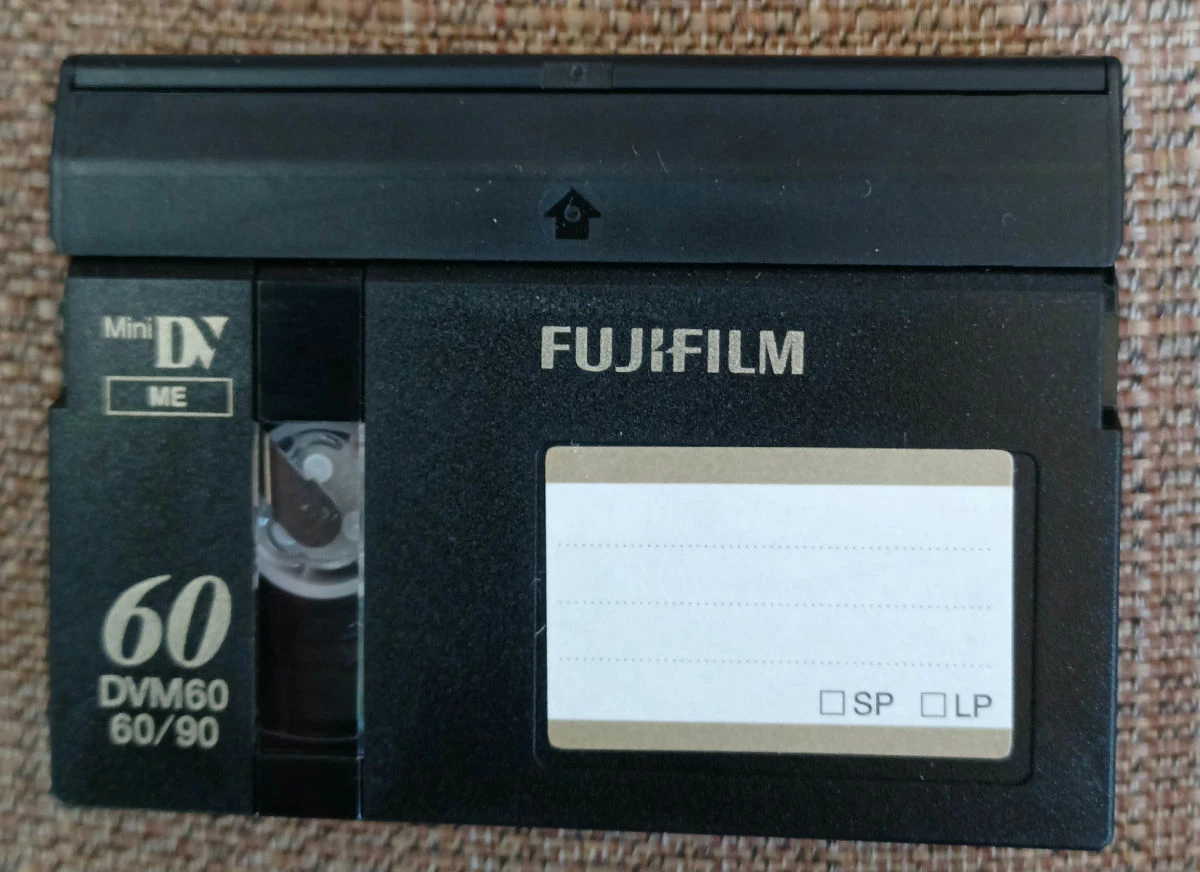 Mini DV
ME
FUJIFILM
60
DVM60
60/90
☐ SP ☐ LP